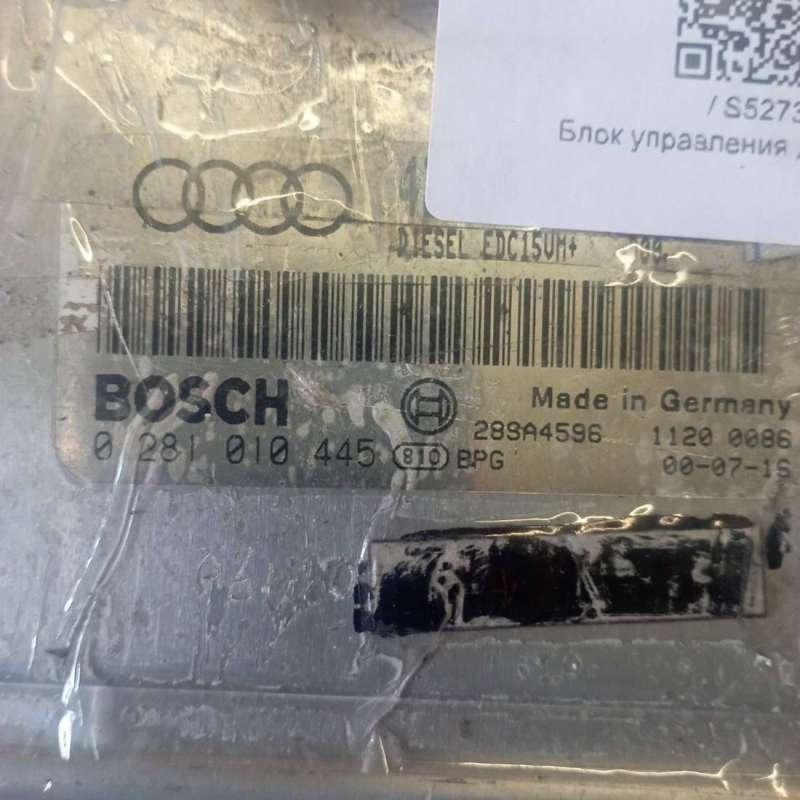 / S5273
Блок управления
DIESEL EDC15VM+
BOSCH
Made in Germany
0 281 010 445 810 BPG
28SA4596 1120 0086
00-07-16